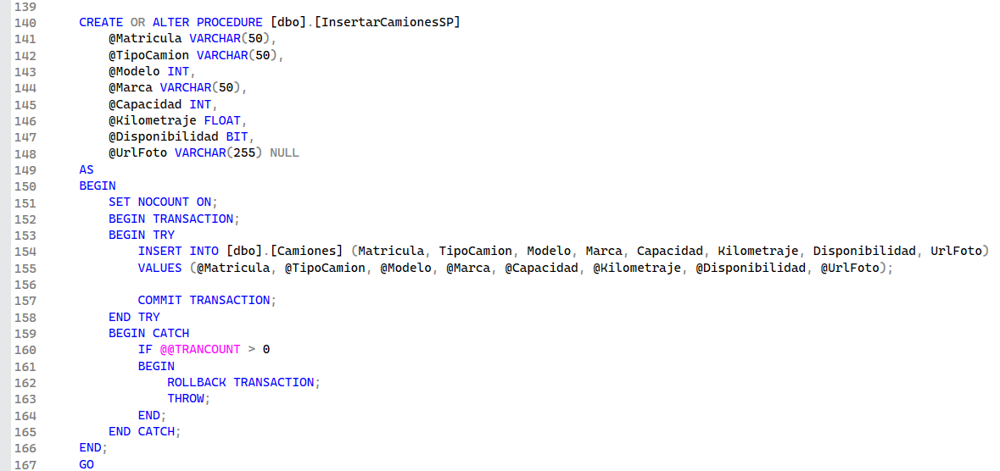 139
140 CREATE OR ALTER PROCEDURE [dbo].[InsertarCamionesSP]
141 @Matricula VARCHAR(50),
142 @TipoCamion VARCHAR(50),
143 @Modelo INT,
144 @Marca VARCHAR(50),
145 @Capacidad INT,
146 @Kilometraje FLOAT,
147 @Disponibilidad BIT,
148 @UrlFoto VARCHAR(255) NULL
149 AS
150 BEGIN
151 SET NOCOUNT ON;
152 BEGIN TRANSACTION;
153 BEGIN TRY
154 INSERT INTO [dbo].[Camiones] (Matricula, TipoCamion, Modelo, Marca, Capacidad, Kilometraje, Disponibilidad, UrlFoto)
155 VALUES (@Matricula, @TipoCamion, @Modelo, @Marca, @Capacidad, @Kilometraje, @Disponibilidad, @UrlFoto);
156
157 COMMIT TRANSACTION;
158 END TRY
159 BEGIN CATCH
160 IF @@TRANCOUNT > 0
161 BEGIN
162 ROLLBACK TRANSACTION;
163 THROW;
164 END;
165 END CATCH;
166 END;
167 GO